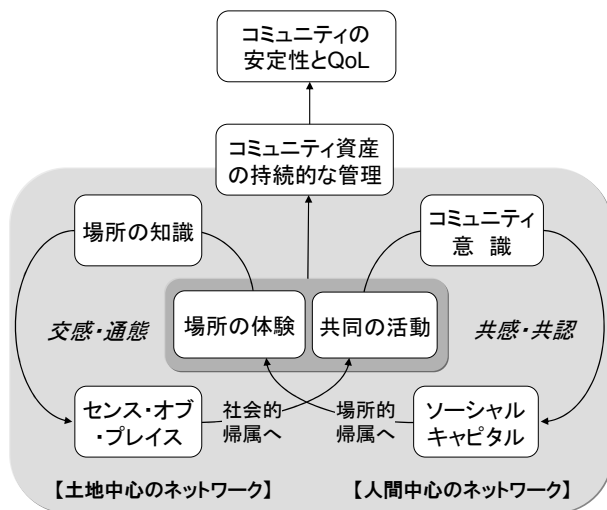 コミュニティの
安定性とQoL
コミュニティ資産
の持続的な管理
場所の知識
コミュニティ
意 識
交感・通態
場所の体験
共同の活動
共感・共認
センス・オブ
・プレイス
社会的
帰属へ
場所的
帰属へ
ソーシャル
キャピタル
【土地中心のネットワーク】
【人間中心のネットワーク】